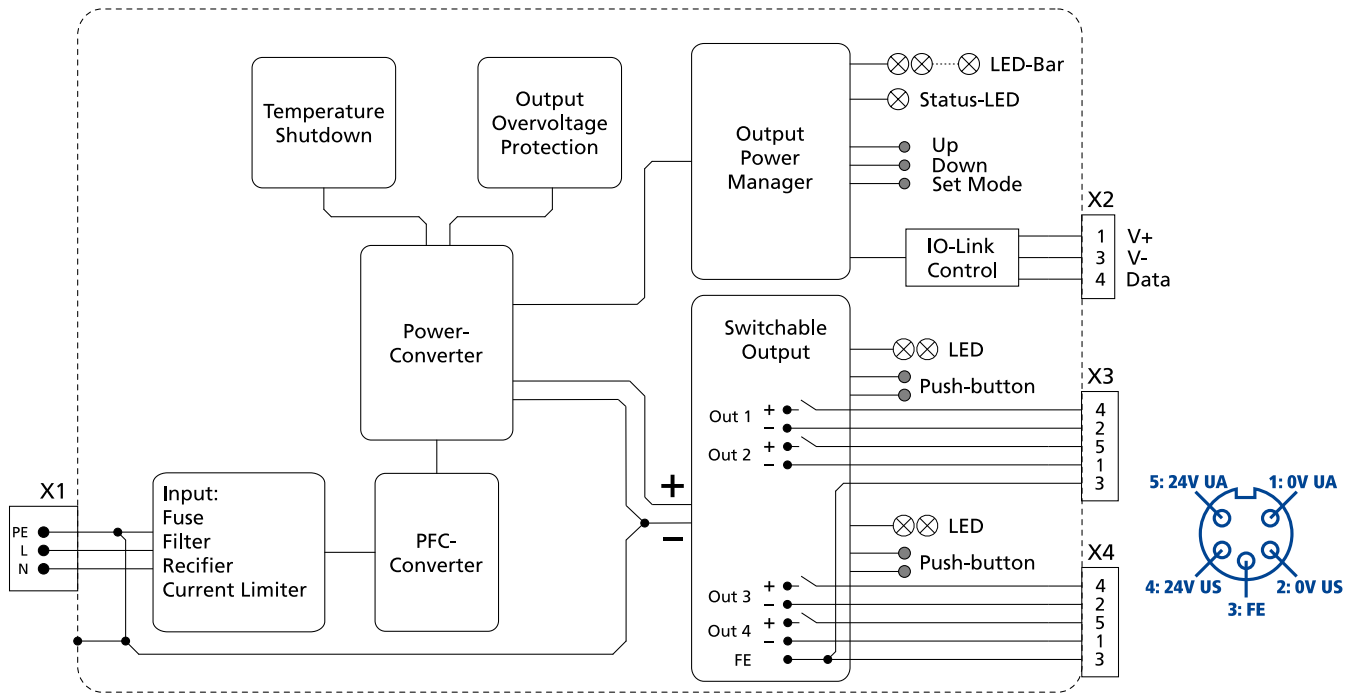 Temperature
Shutdown
Output
Overvoltage
Protection
Output
Power
Manager
LED-Bar
Status-LED
Up
Down
Set Mode
IO-Link
Control
X2
1 V+
3 V-
4 Data
Power-
Converter
Switchable
Output
LED
Push-button
Out 1 + −
Out 2 + −
X3
4
2
5
1
3
+
−
X1
PE
L
N
Input:
Fuse
Filter
Rectifier
Current Limiter
PFC-
Converter
LED
Push-button
Out 3 + −
Out 4 + −
FE
X4
4
2
5
1
3
5: 24V UA
1: 0V UA
4: 24V US
2: 0V US
3: FE